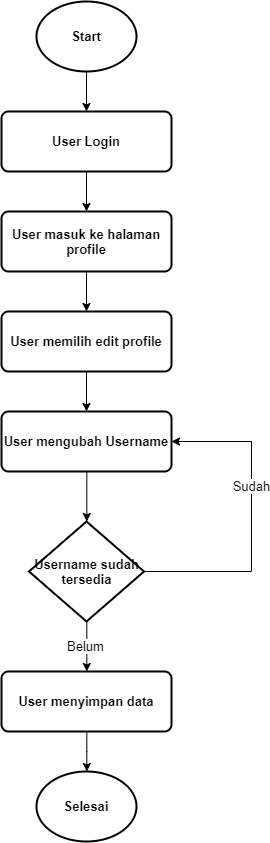 Start
User Login
User masuk ke halaman
profile
User memilih edit profile
User mengubah Username
Sudah
Username sudah
tersedia
Belum
User menyimpan data
Selesai